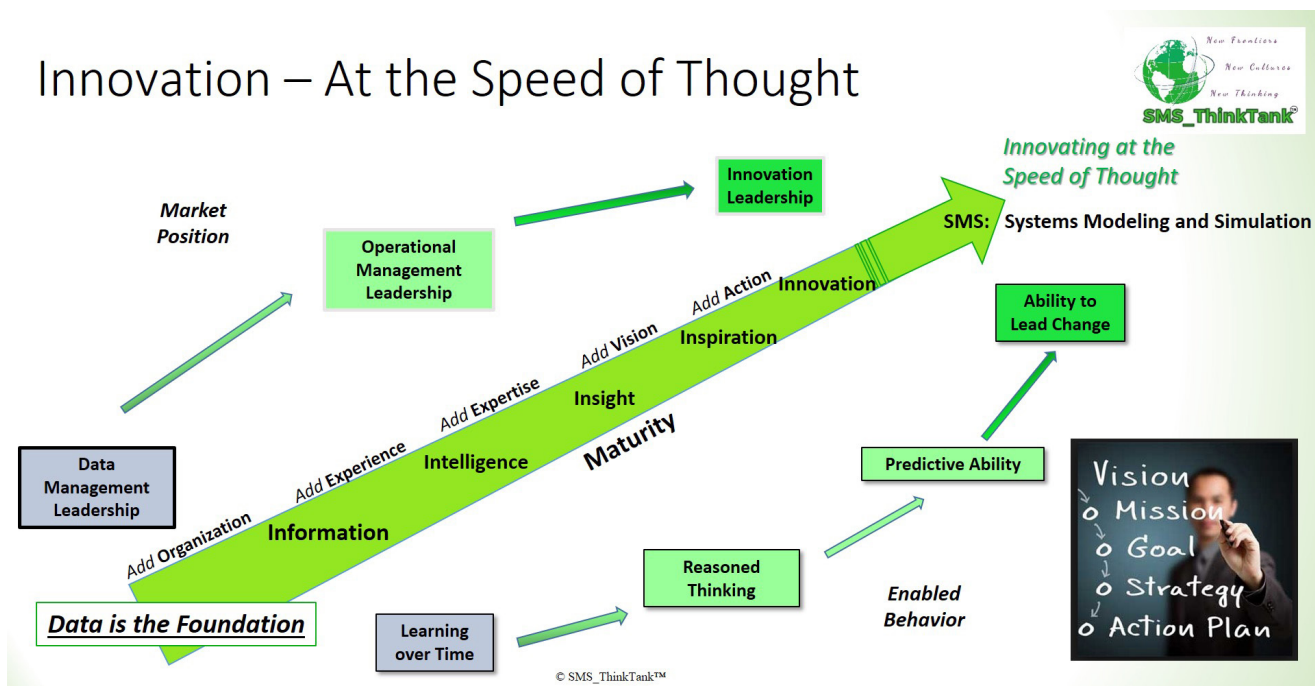 Innovation – At the Speed of Thought
New Frontiers
New Cultures
New Thinking
SMS_ThinkTank™
Innovating at the
Speed of Thought
SMS: Systems Modeling and Simulation
Market
Position
Innovation
Leadership
Operational
Management
Leadership
Data
Management
Leadership
Add Organization
Add Experience
Add Expertise
Add Vision
Add Action
Information
Intelligence
Insight
Inspiration
Innovation
Maturity
Data is the Foundation
Learning
over Time
Reasoned
Thinking
Predictive Ability
Ability to
Lead Change
Enabled
Behavior
Vision
Mission
Goal
Strategy
Action Plan
© SMS_ThinkTank™